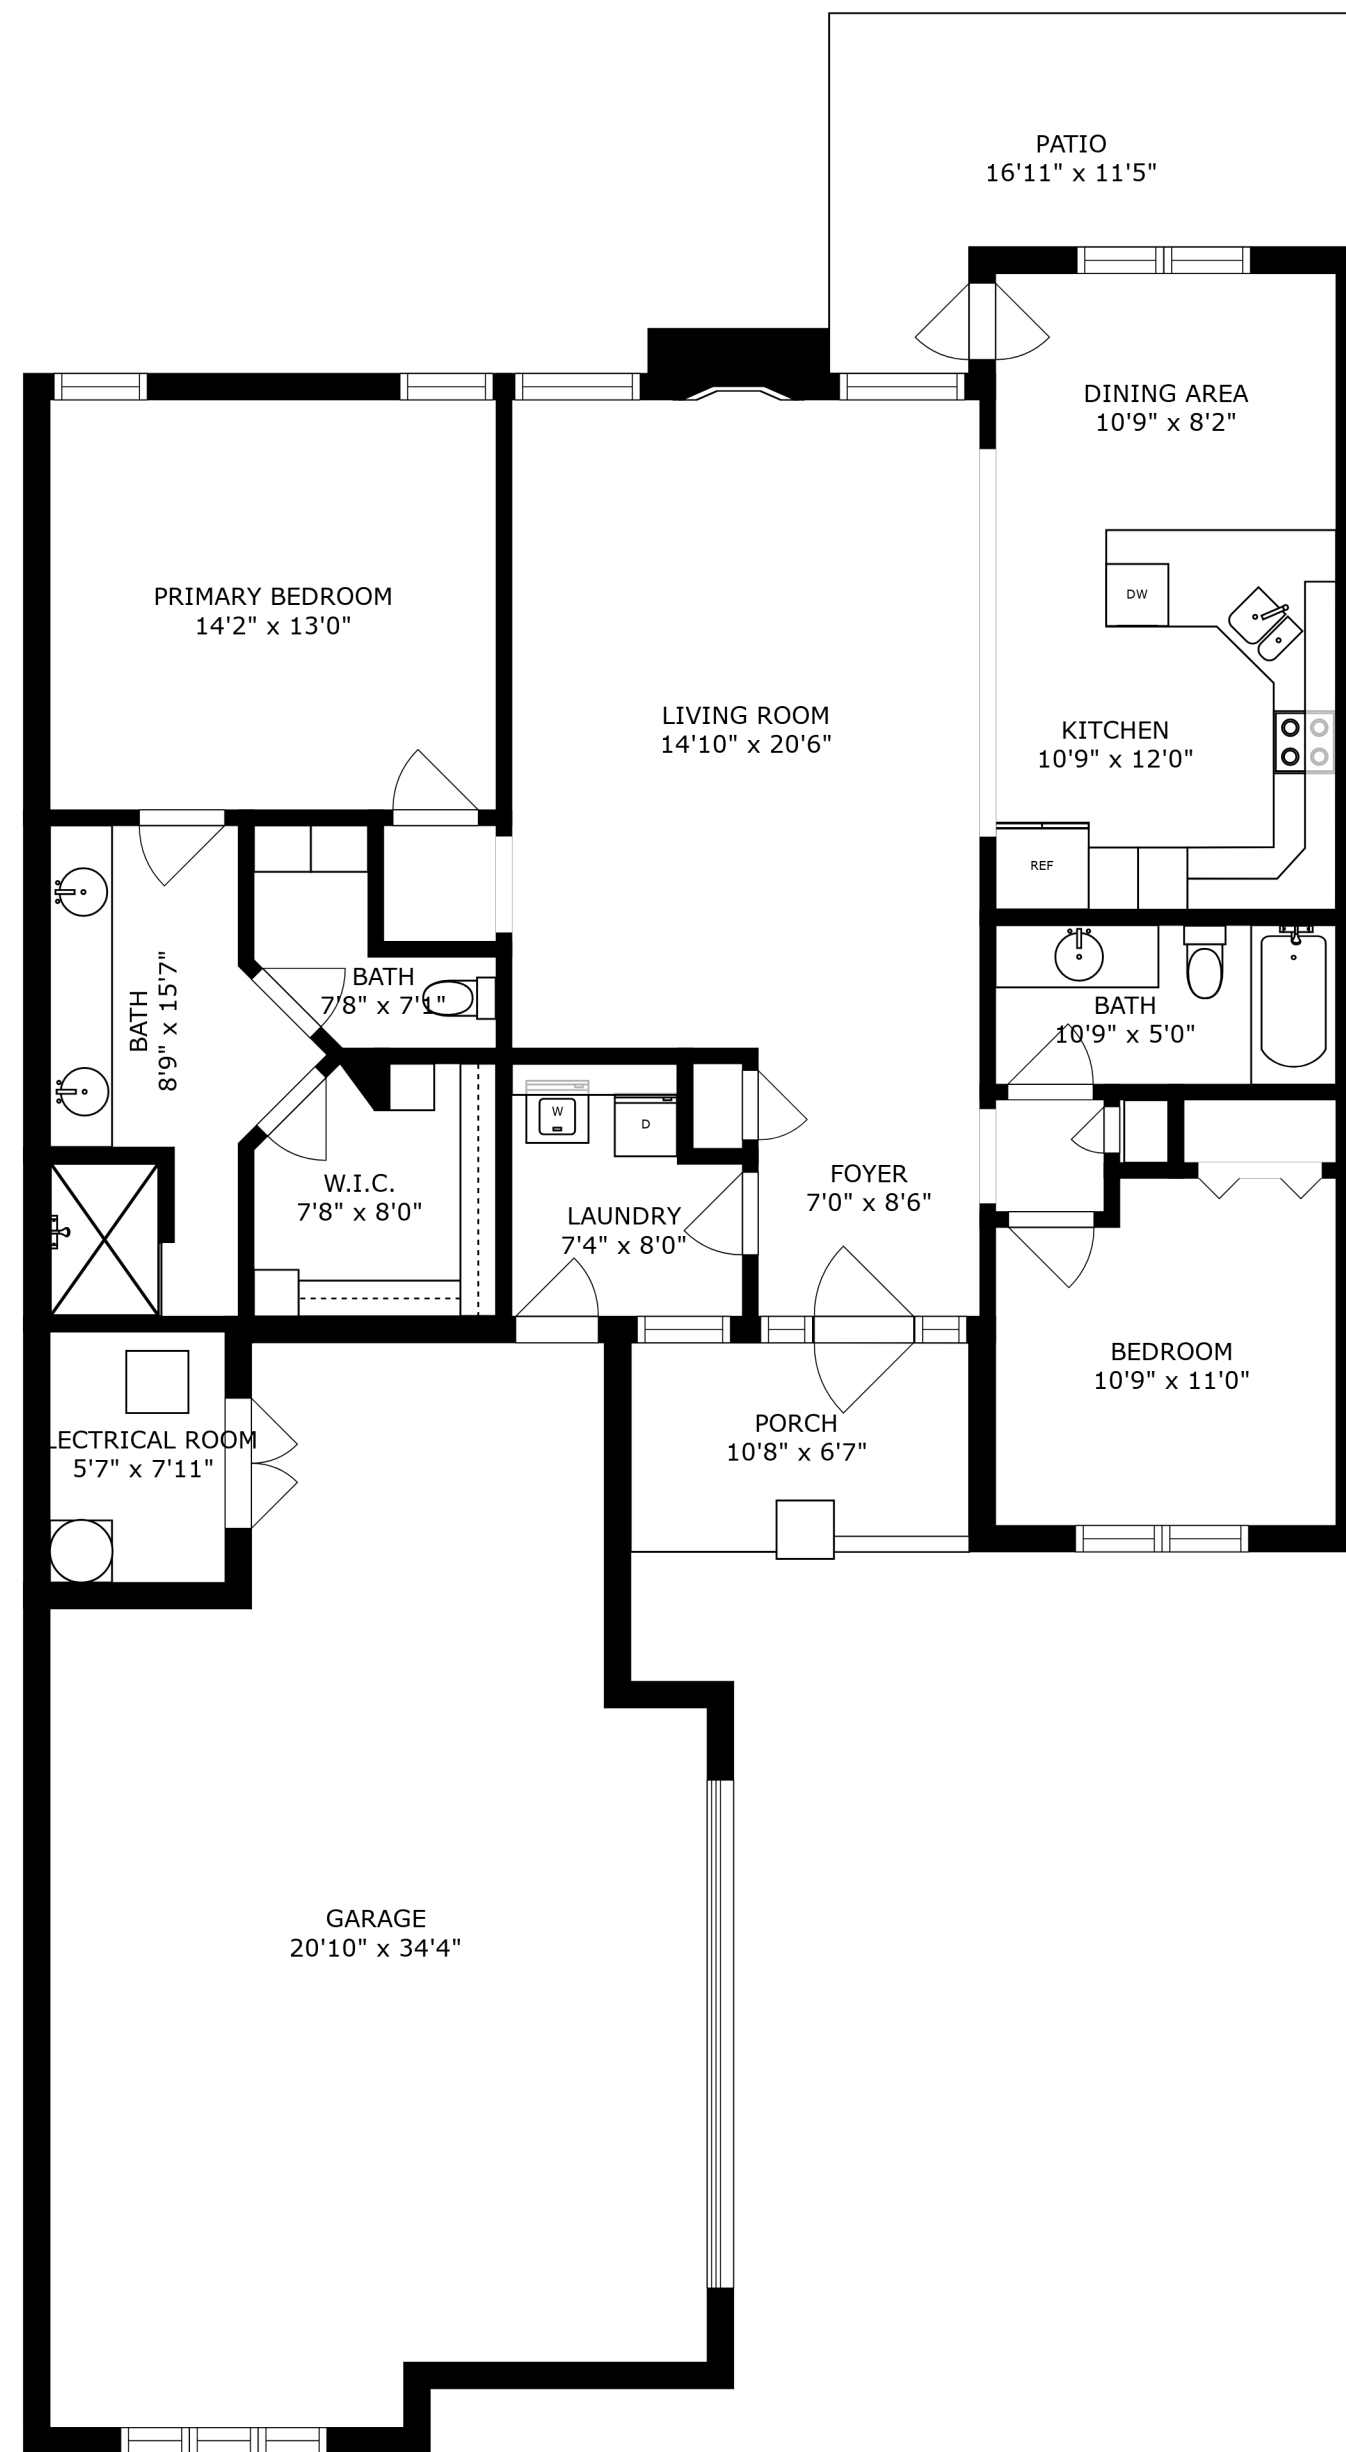 PATIO
16'11" x 11'5"
DINING AREA
10'9" x 8'2"
DW
PRIMARY BEDROOM
14'2" x 13'0"
LIVING ROOM
14'10" x 20'6"
KITCHEN
10'9" x 12'0"
REF
BATH
7'8" x 7'1"
BATH
8'9" x 15'7"
BATH
10'9" x 5'0"
W
D
W.I.C.
7'8" x 8'0"
LAUNDRY
7'4" x 8'0"
FOYER
7'0" x 8'6"
BEDROOM
10'9" x 11'0"
PORCH
10'8" x 6'7"
LECTRICAL ROOM
5'7" x 7'11"
GARAGE
20'10" x 34'4"